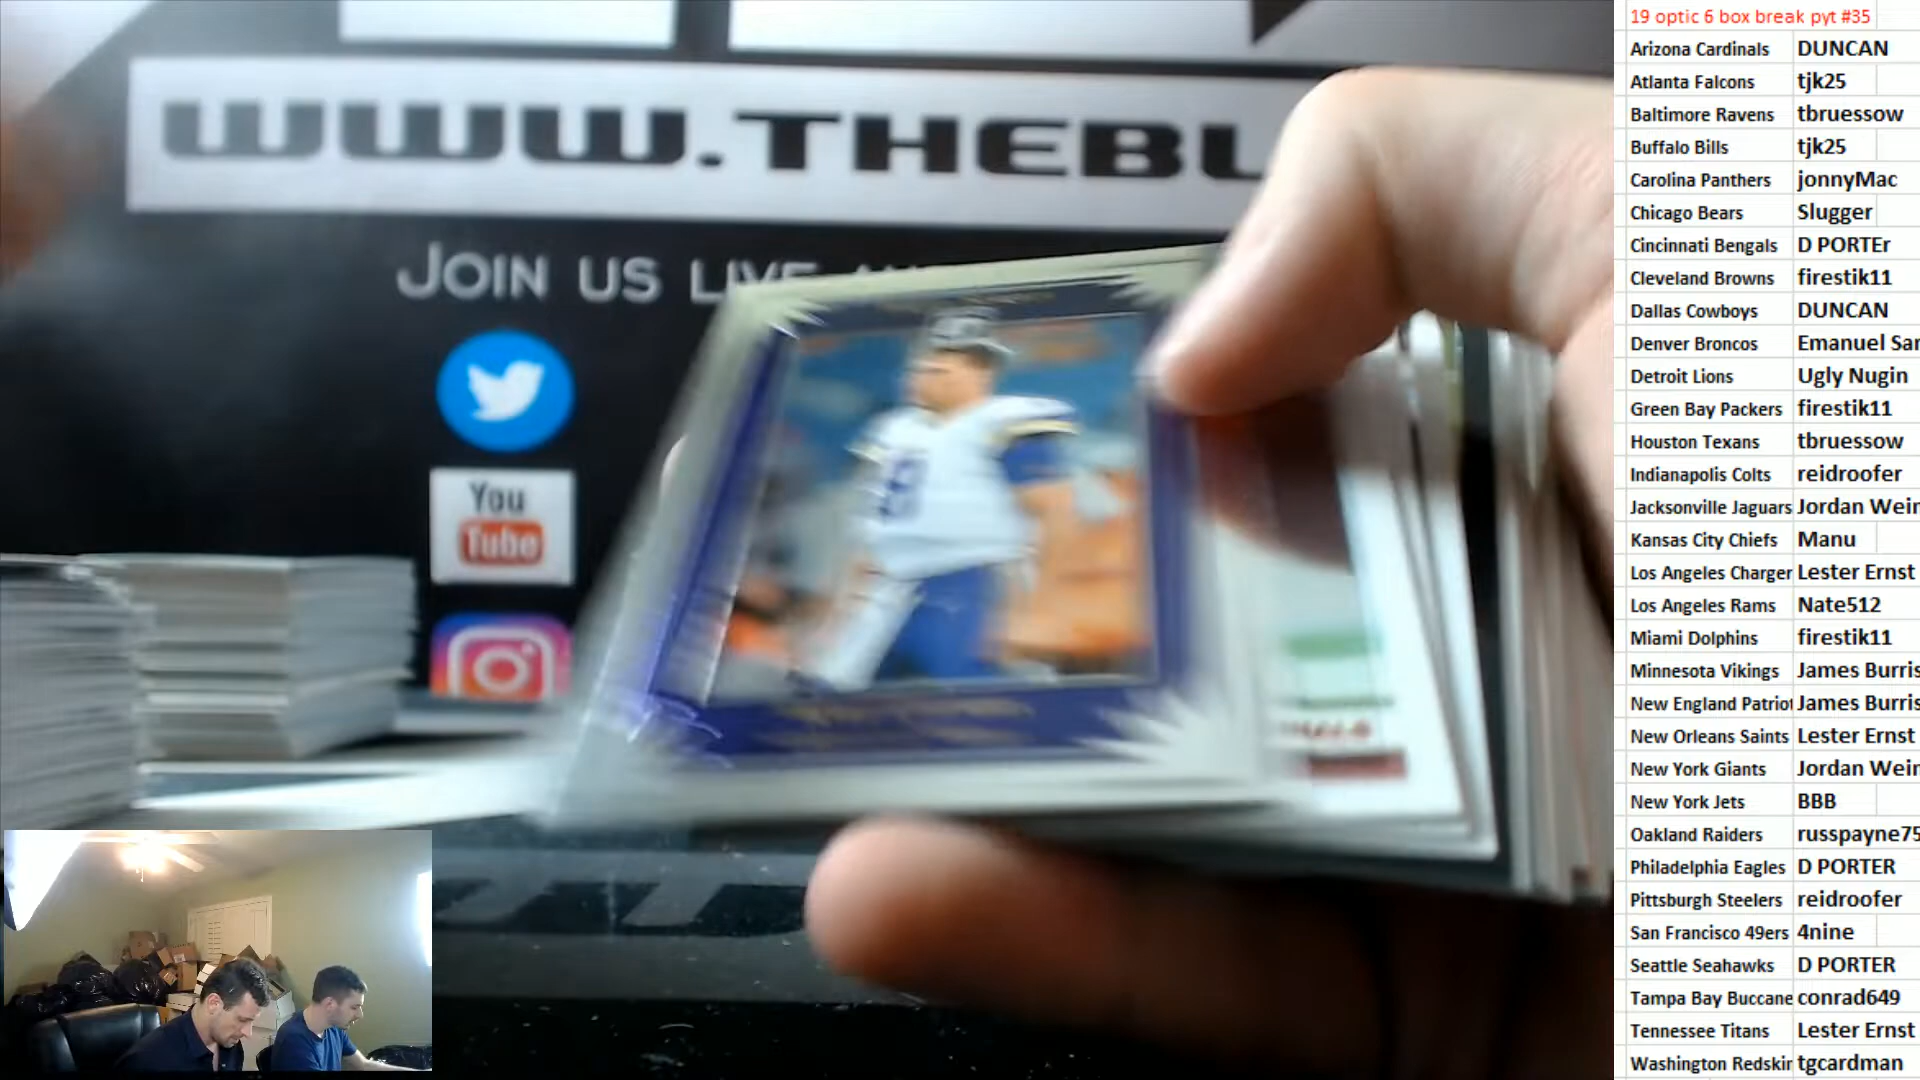 WWW.THEBL
JOIN US LIVE
You
Tube
19 optic 6 box break pyt #35
Arizona Cardinals DUNCAN
Atlanta Falcons tjk25
Baltimore Ravens tbruessow
Buffalo Bills tjk25
Carolina Panthers jonnyMac
Chicago Bears Slugger
Cincinnati Bengals D PORTEr
Cleveland Browns firestik11
Dallas Cowboys DUNCAN
Denver Broncos Emanuel Sar
Detroit Lions Ugly Nugin
Green Bay Packers firestik11
Houston Texans tbruessow
Indianapolis Colts reidroofer
Jacksonville Jaguars Jordan Wein
Kansas City Chiefs Manu
Los Angeles Charger Lester Ernst
Los Angeles Rams Nate512
Miami Dolphins firestik11
Minnesota Vikings James Burris
New England Patriot James Burris
New Orleans Saints Lester Ernst
New York Giants Jordan Wein
New York Jets BBB
Oakland Raiders russpayne75
Philadelphia Eagles D PORTER
Pittsburgh Steelers reidroofer
San Francisco 49ers 4nine
Seattle Seahawks D PORTER
Tampa Bay Buccane conrad649
Tennessee Titans Lester Ernst
Washington Redskin tgcardman